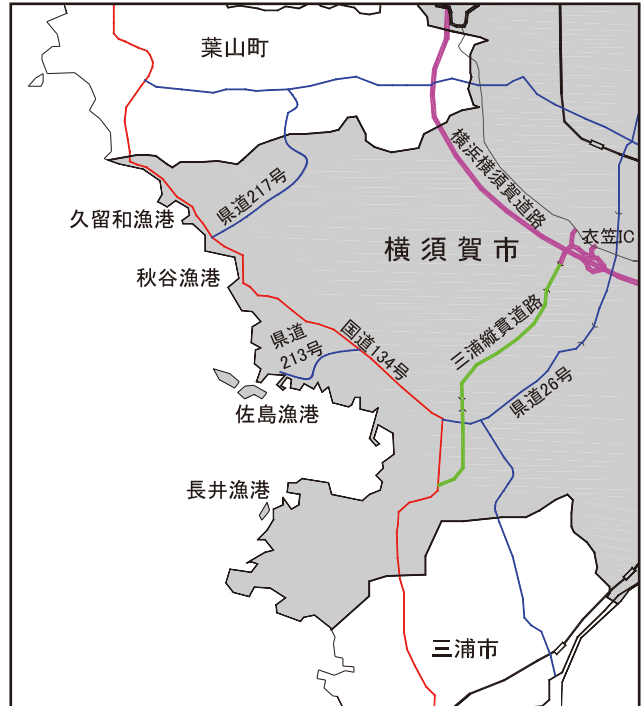 葉山町
横浜横須賀道路
県道217号
久留和漁港
衣笠IC
横須賀市
秋谷漁港
三浦縦貫道路
国道134号
県道
213号
県道26号
佐島漁港
長井漁港
三浦市